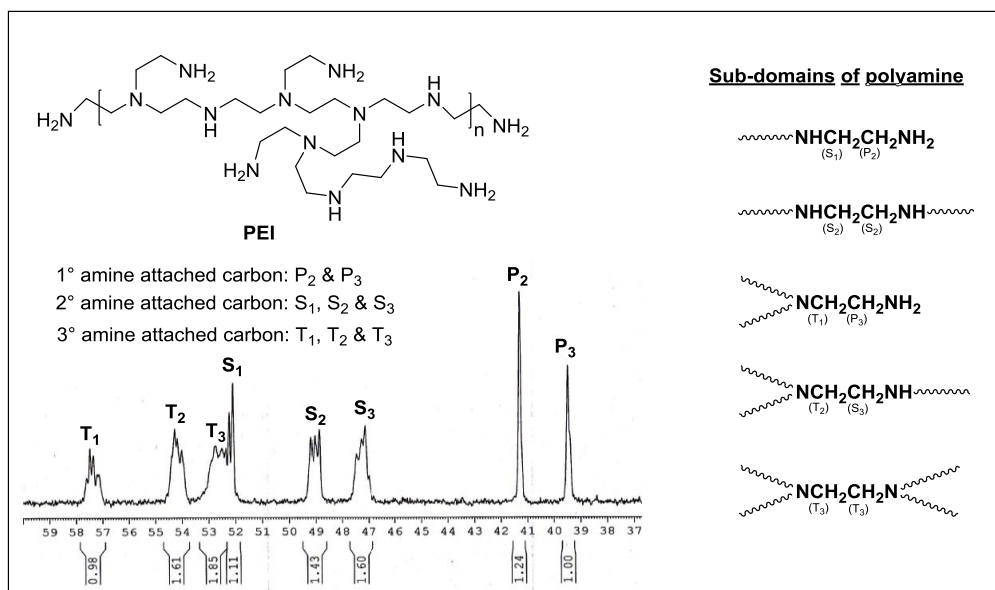 NH2
NH2
H2N
N
N
H
N
N
H
N
n
NH2
H2N
N
N
H
H
N
NH2
PEI
1° amine attached carbon: P2 & P3
2° amine attached carbon: S1, S2 & S3
3° amine attached carbon: T1, T2 & T3
T1
T2
T3
S1
S2
S3
P2
P3
59 57 56 55 54 53 52 51 50 49 48 47 46 45 44 43 42 41 40 39 38 37
0.98 1.61 1.85 1.11 1.43 1.60 1.24 1.00
Sub-domains of polyamine
NHCH2CH2NH2
(S1) (P2)
NHCH2CH2NH
(S2) (S2)
NCH2CH2NH2
(T1) (P3)
NCH2CH2NH
(T2) (S3)
NCH2CH2N
(T3) (T3)